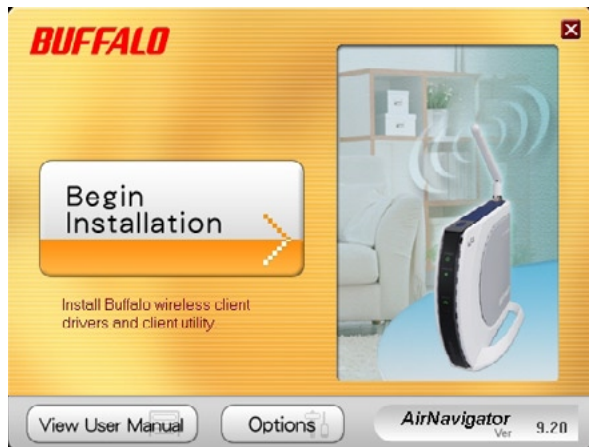 BUFFALO
Begin
Installation
Install Buffalo wireless client
drivers and client utility
View User Manual
Options
AirNavigator
Ver 9.20